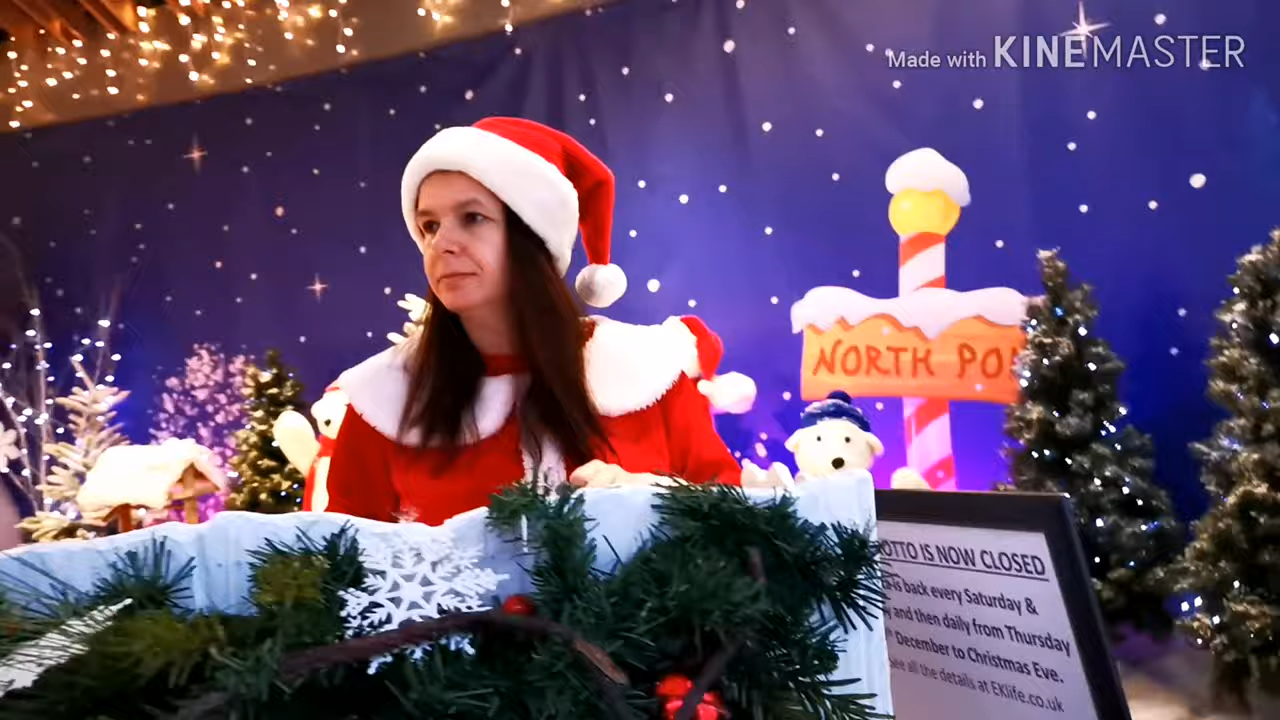 Made with KINEMASTER
NORTH PO
OTTO IS NOW CLOSED
is back every Saturday &
and then daily from Thursday
December to Christmas Eve.
See all the details at EKlife.co.uk